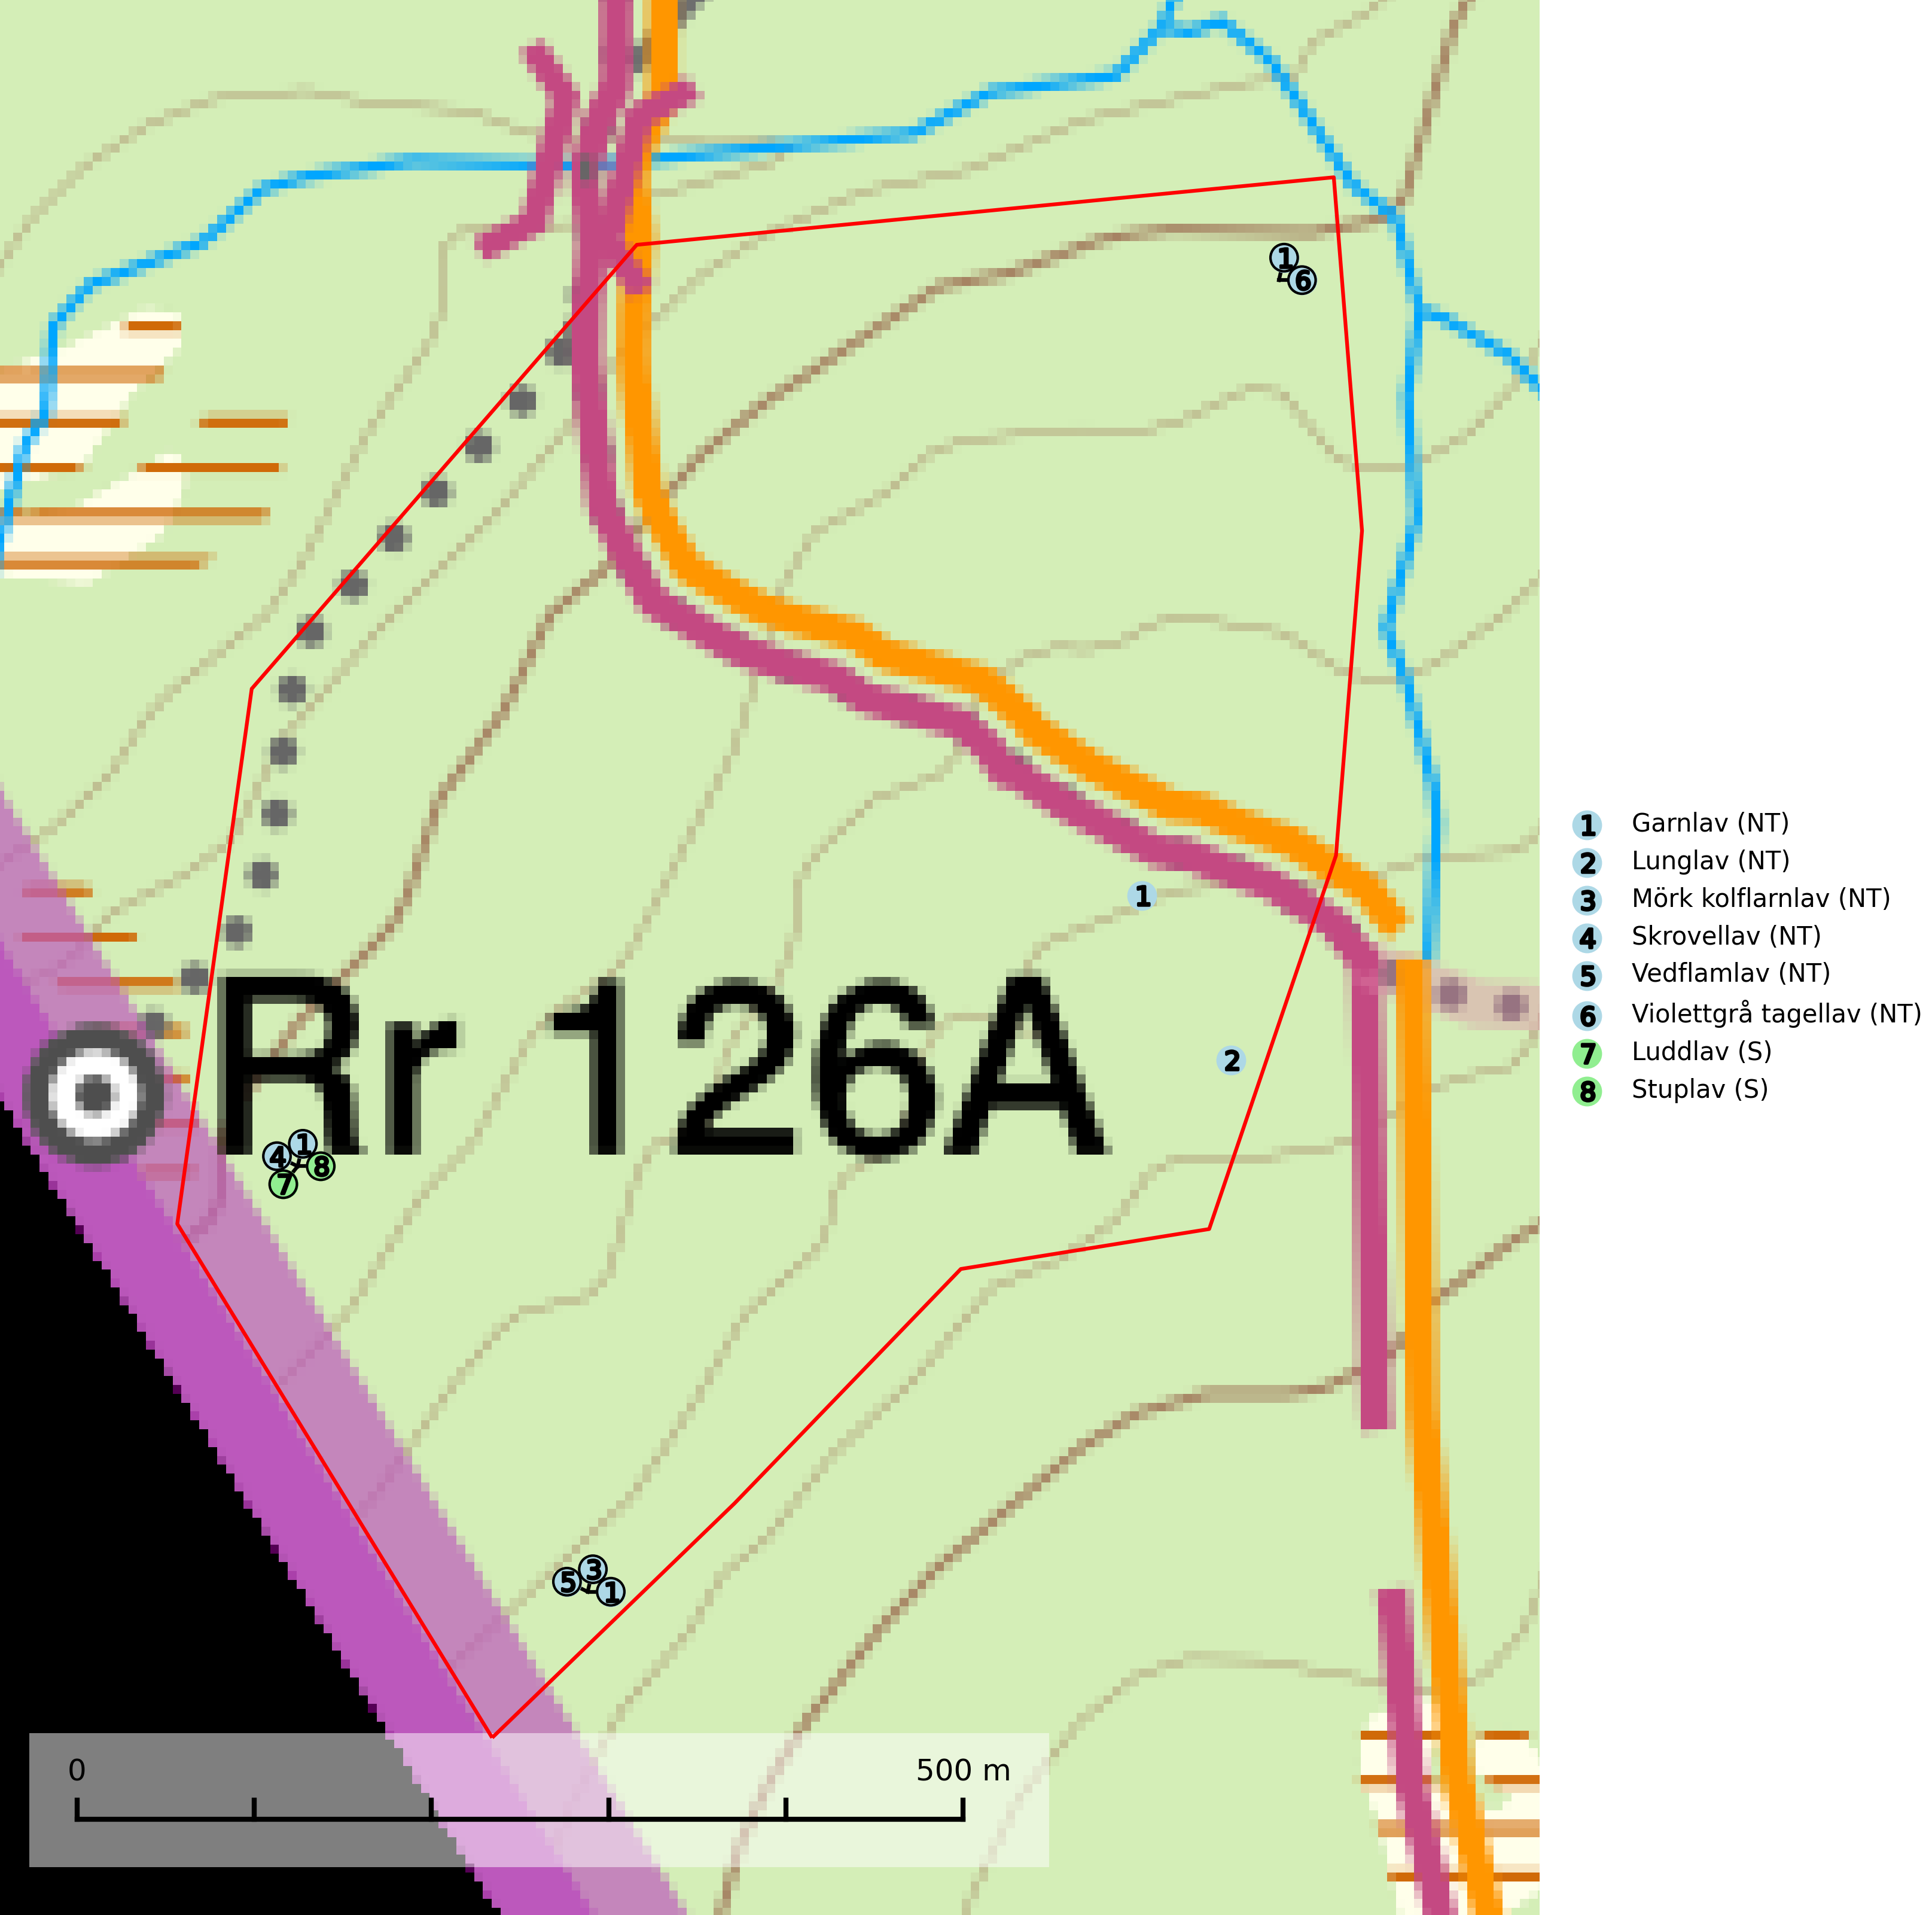 1
6
1
1 Garnlav (NT)
2 Lunglav (NT)
3 Mörk kolflarnlav (NT)
4 Skrovellav (NT)
5 Vedflamlav (NT)
6 Violettgrå tagellav (NT)
7 Luddlav (S)
8 Stuplav (S)
Rr 126A
2
4 1
7 8
5 3
1
0 500 m